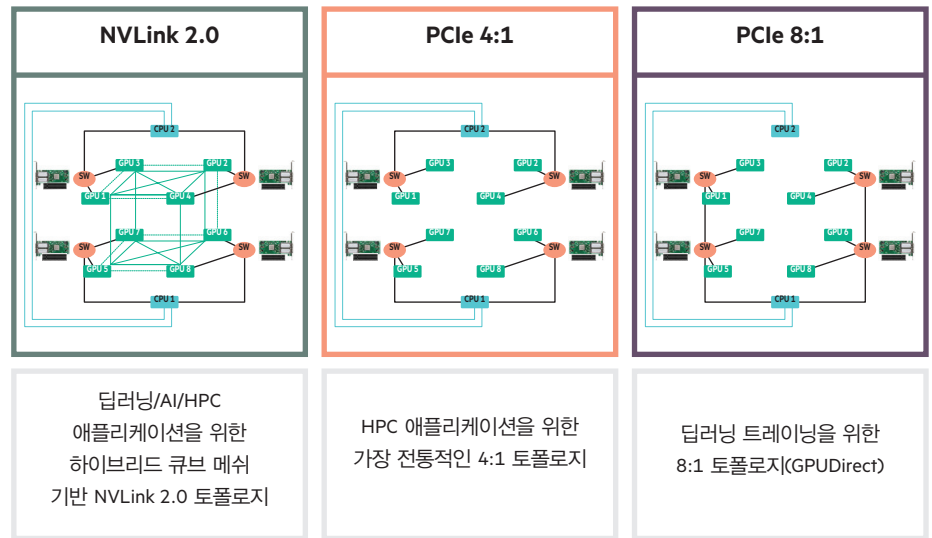 NVLink 2.0
CPU 2
GPU 3
GPU 2
SW
SW
GPU 1
GPU 4
GPU 7
GPU 6
SW
SW
GPU 5
GPU 8
CPU 1
딥러닝/AI/HPC
애플리케이션을 위한
하이브리드 큐브 메쉬
기반 NVLink 2.0 토폴로지
PCIe 4:1
CPU 2
GPU 3
GPU 2
SW
SW
GPU 1
GPU 4
GPU 7
GPU 6
SW
SW
GPU 5
GPU 8
CPU 1
HPC 애플리케이션을 위한
가장 전통적인 4:1 토폴로지
PCIe 8:1
CPU 2
GPU 3
GPU 2
SW
SW
GPU 1
GPU 4
GPU 7
GPU 6
SW
SW
GPU 5
GPU 8
CPU 1
딥러닝 트레이닝을 위한
8:1 토폴로지(GPUDirect)